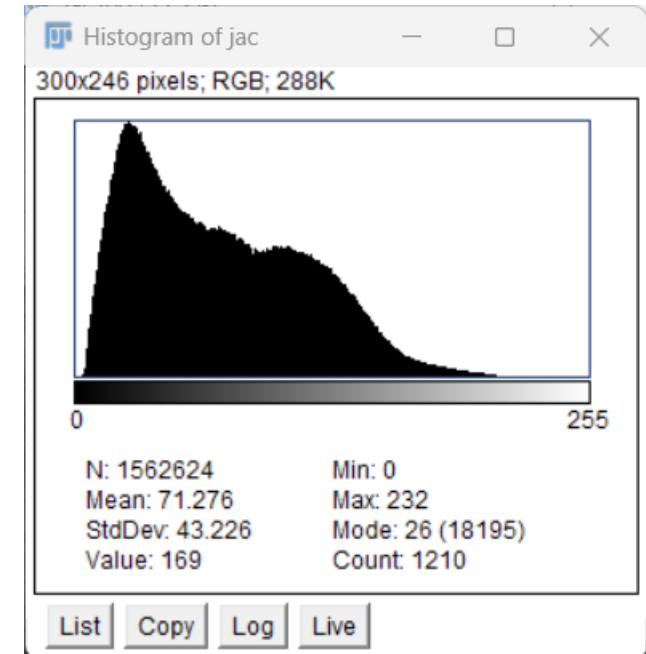 Histogram of jac
300x246 pixels; RGB; 288K
0 255
N: 1562624 Min: 0
Mean: 71.276 Max: 232
StdDev: 43.226 Mode: 26 (18195)
Value: 169 Count: 1210
List Copy Log Live